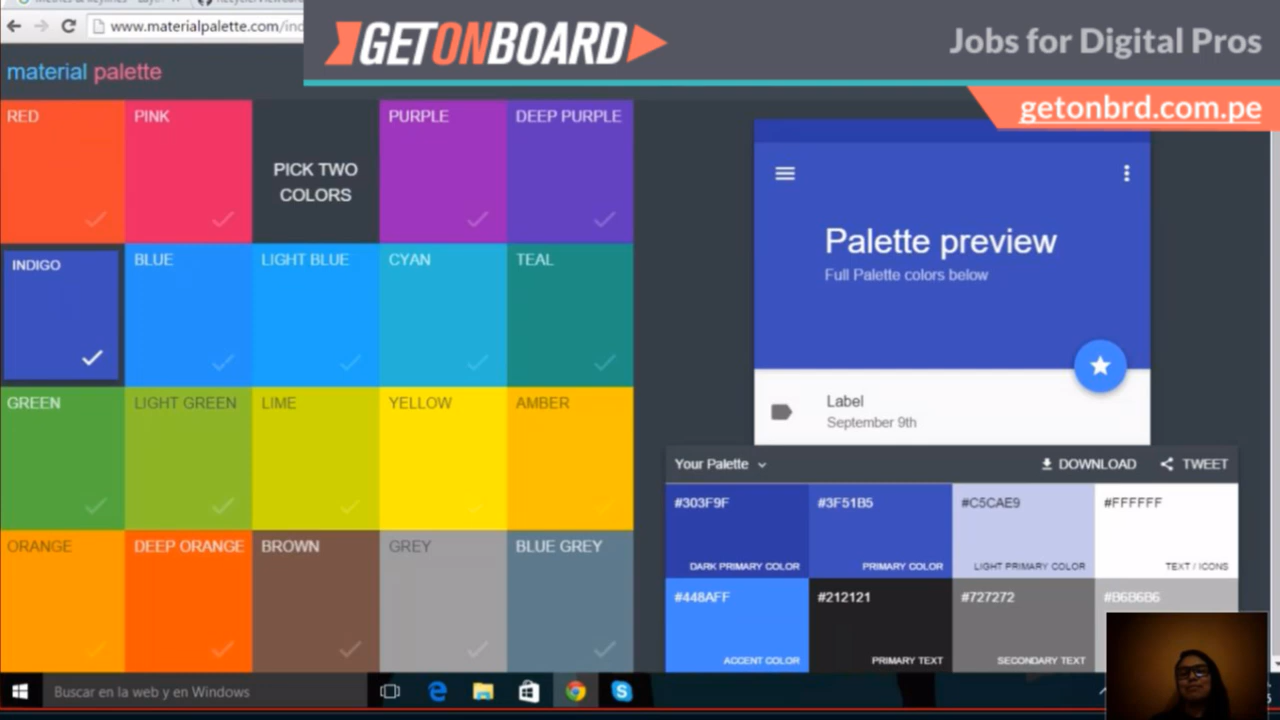 www.materialpalette.com/ind
GETONBOARD
Jobs for Digital Pros
getonbrd.com.pe
material palette
RED
PINK
PICK TWO
COLORS
PURPLE
DEEP PURPLE
INDIGO
BLUE
LIGHT BLUE
CYAN
TEAL
GREEN
LIGHT GREEN
LIME
YELLOW
AMBER
ORANGE
DEEP ORANGE
BROWN
GREY
BLUE GREY
Palette preview
Full Palette colors below
Label
September 9th
Your Palette
DOWNLOAD
TWEET
#303F9F
DARK PRIMARY COLOR
#3F51B5
PRIMARY COLOR
#C5CAE9
LIGHT PRIMARY COLOR
#FFFFFF
TEXT / ICONS
#448AFF
ACCENT COLOR
#212121
PRIMARY TEXT
#727272
SECONDARY TEXT
#B6B6B6
Buscar en la web y en Windows